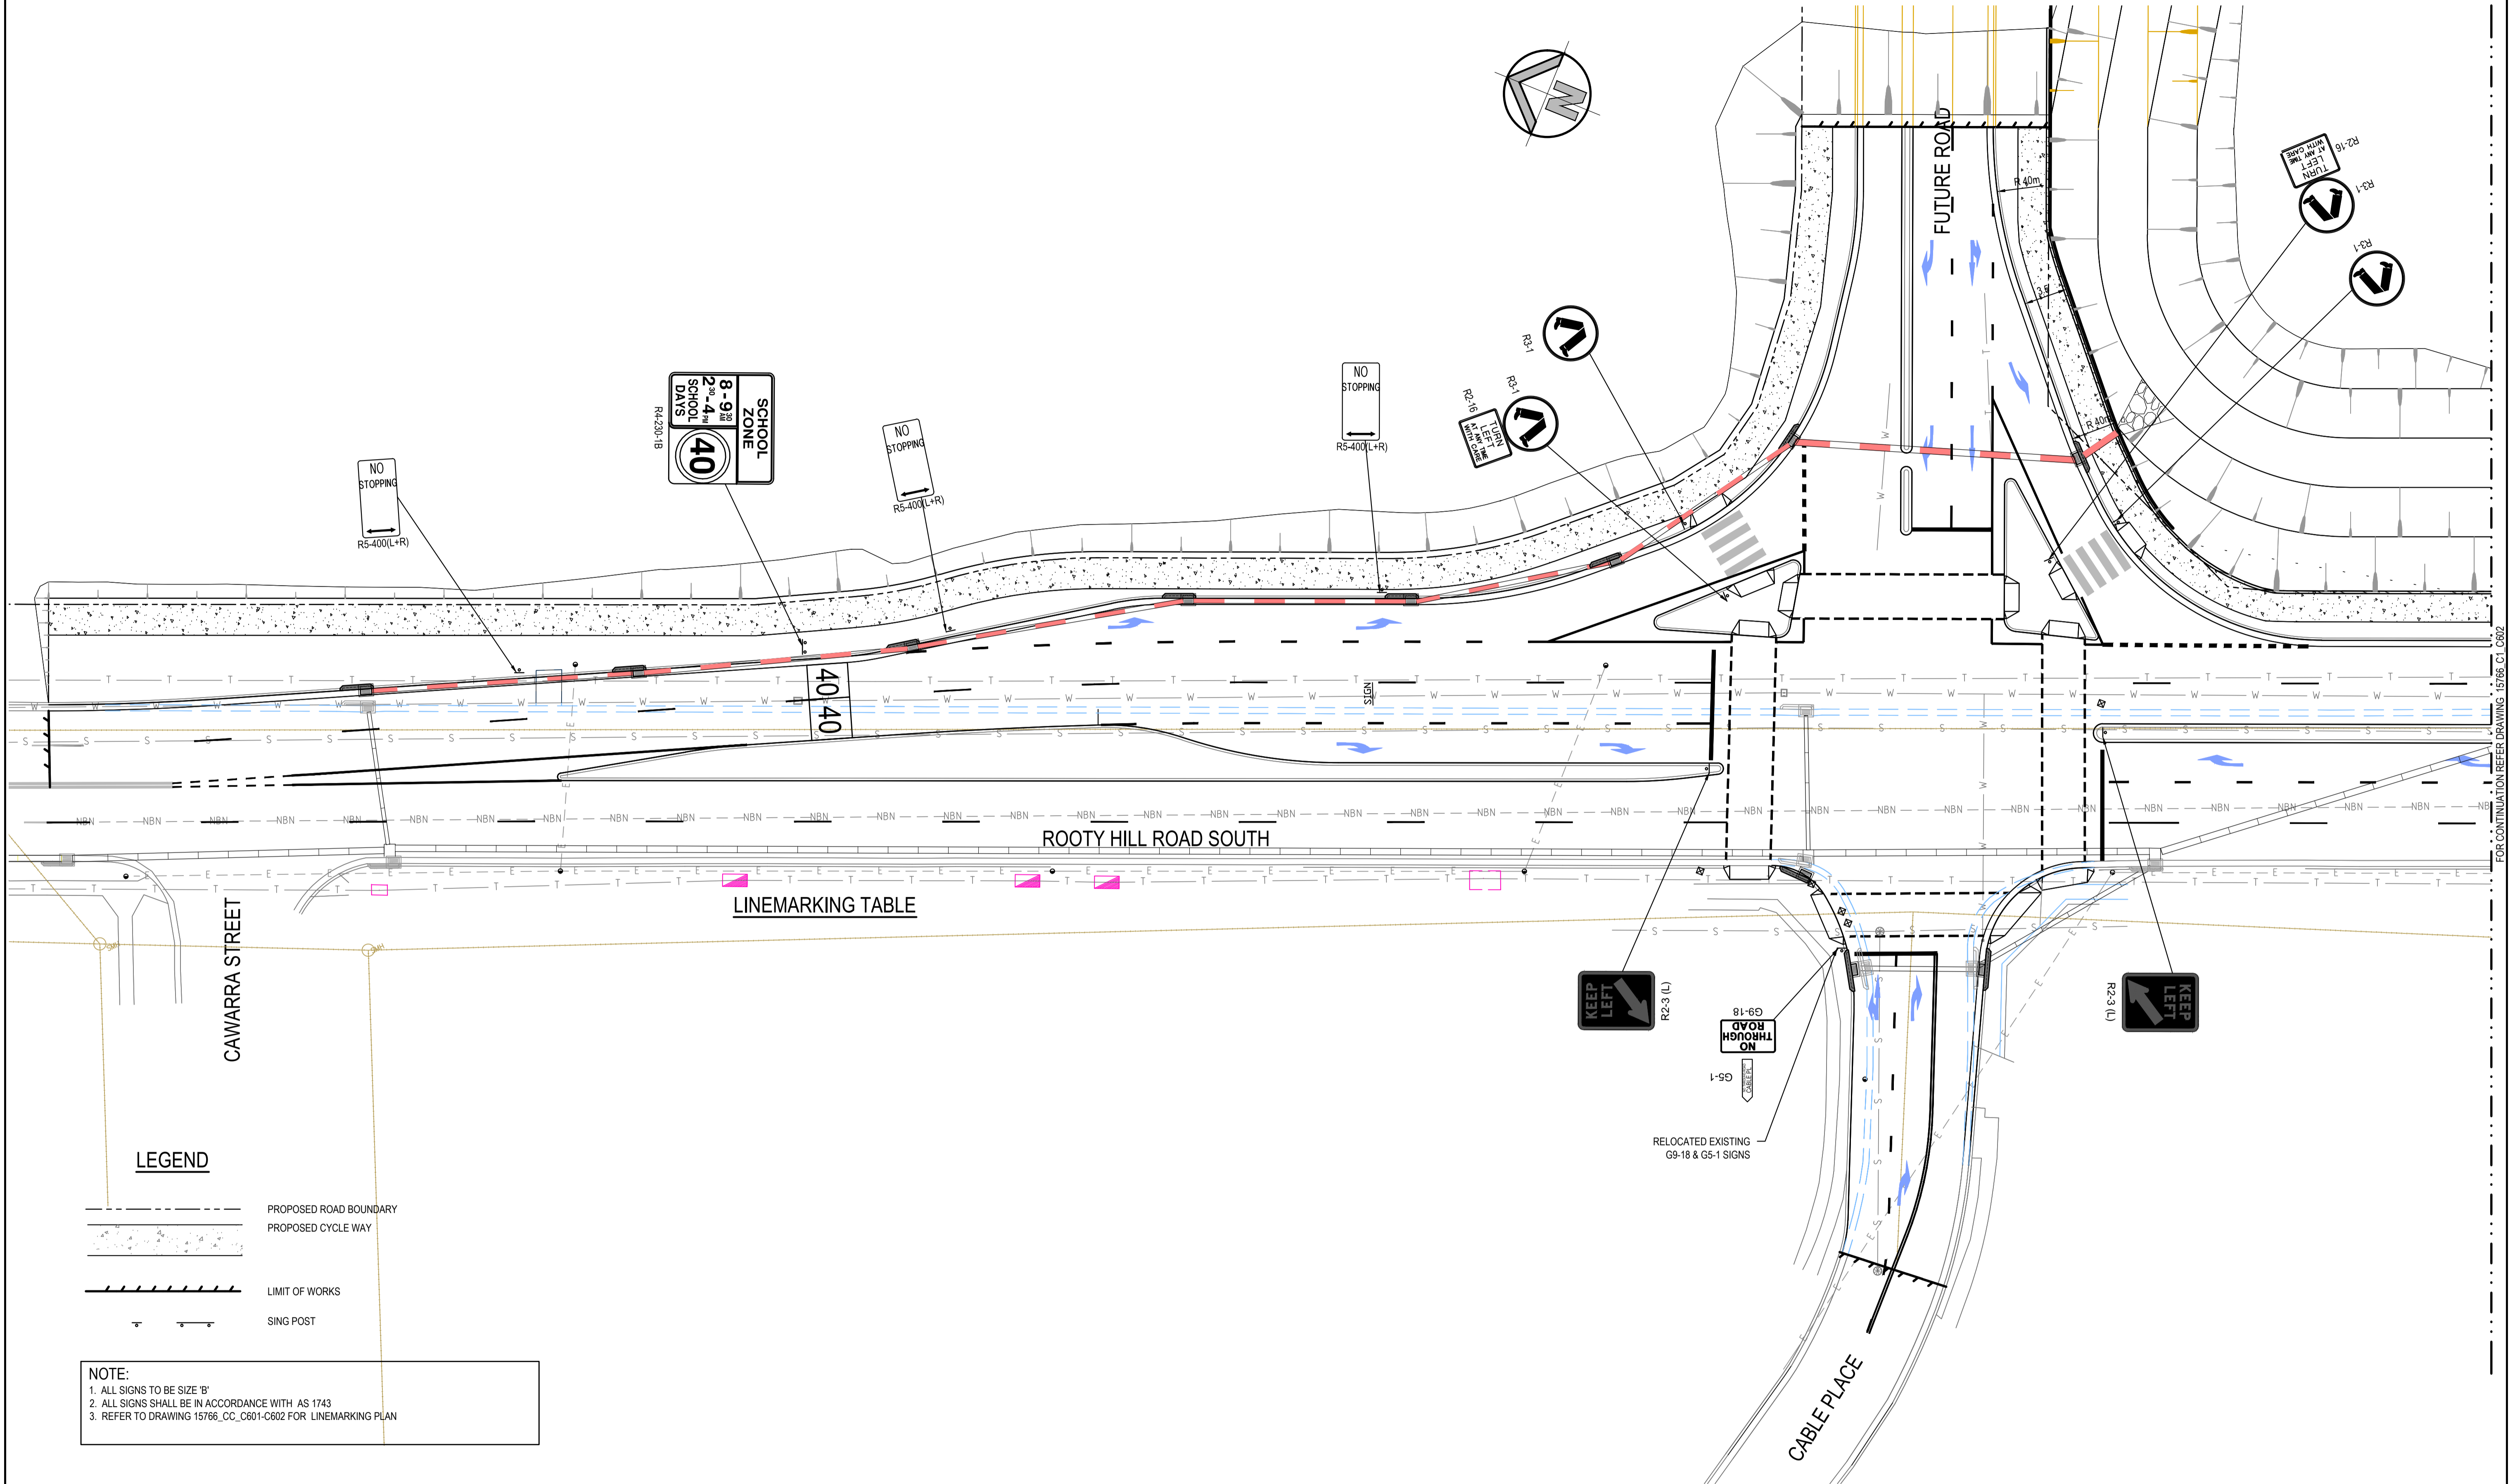 N
FUTURE ROAD
R 40m
3.5
R 40m
TURN
LEFT
AT ANY TIME
WITH CARE
R2-16
R3-1
R3-1
R3-1
R3-1
R2-16
TURN
LEFT
AT ANY TIME
WITH CARE
NO
STOPPING
R5-400(L+R)
SCHOOL
ZONE
8 - 9³⁰ AM
2³⁰ - 4 PM
SCHOOL
DAYS
40
R4-230-1B
NO
STOPPING
R5-400(L+R)
NO
STOPPING
R5-400(L+R)
40 40
SIGN
ROOTY HILL ROAD SOUTH
LINEMARKING TABLE
CAWARRA STREET
SMH
SMH
KEEP
LEFT
R2-3 (L)
G9-18
NO
THROUGH
ROAD
G5-1
CABLE PL
RELOCATED EXISTING
G9-18 & G5-1 SIGNS
R2-3 (L)
KEEP
LEFT
CABLE PLACE
FOR CONTINUATION REFER DRAWING 15766_C1_C602
LEGEND
PROPOSED ROAD BOUNDARY
PROPOSED CYCLE WAY
LIMIT OF WORKS
SING POST
NOTE:
1. ALL SIGNS TO BE SIZE 'B'
2. ALL SIGNS SHALL BE IN ACCORDANCE WITH AS 1743
3. REFER TO DRAWING 15766_CC_C601-C602 FOR LINEMARKING PLAN